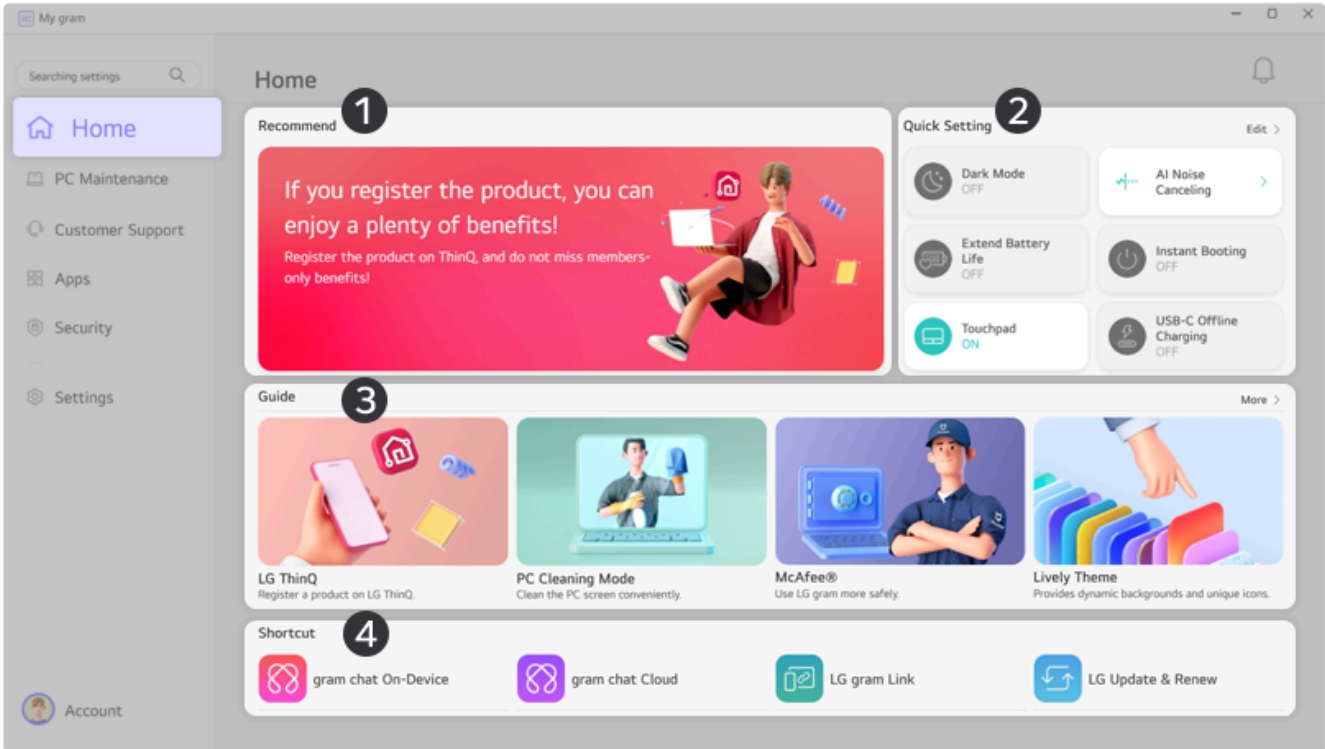 My gram
Searching settings
Home
PC Maintenance
Customer Support
Apps
Security
Settings
Account
Home
1
Recommend
If you register the product, you can
enjoy a plenty of benefits!
Register the product on ThinQ, and do not miss members-
only benefits!
2
Quick Setting
Edit >
Dark Mode
OFF
AI Noise
Canceling
Extend Battery
Life
OFF
Instant Booting
OFF
Touchpad
ON
USB-C Offline
Charging
OFF
3
Guide
More >
LG ThinQ
Register a product on LG ThinQ.
PC Cleaning Mode
Clean the PC screen conveniently.
McAfee®
Use LG gram more safely.
Lively Theme
Provides dynamic backgrounds and unique icons.
4
Shortcut
gram chat On-Device
gram chat Cloud
LG gram Link
LG Update & Renew